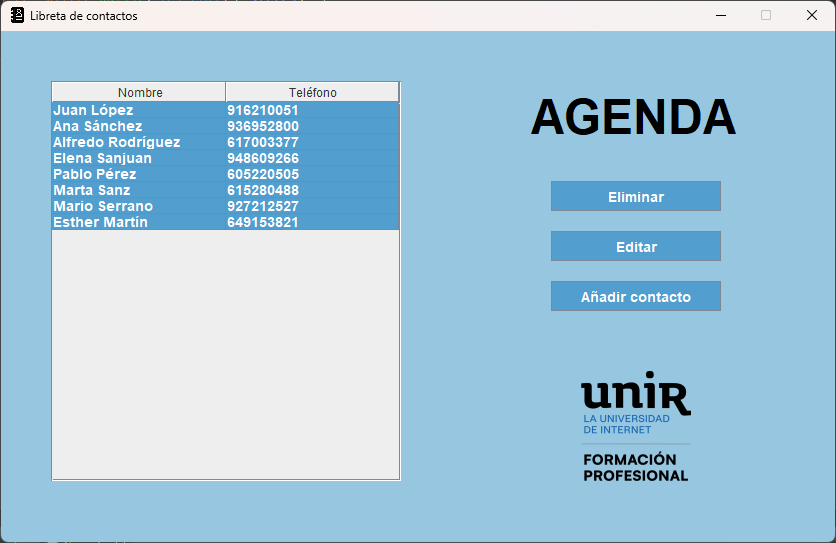 Libreta de contactos
Nombre Teléfono
Juan López 916210051
Ana Sánchez 936952800
Alfredo Rodríguez 617003377
Elena Sanjuan 948609266
Pablo Pérez 605220505
Marta Sanz 615280488
Mario Serrano 927212527
Esther Martín 649153821
AGENDA
Eliminar
Editar
Añadir contacto
unir
LA UNIVERSIDAD
DE INTERNET
FORMACIÓN
PROFESIONAL